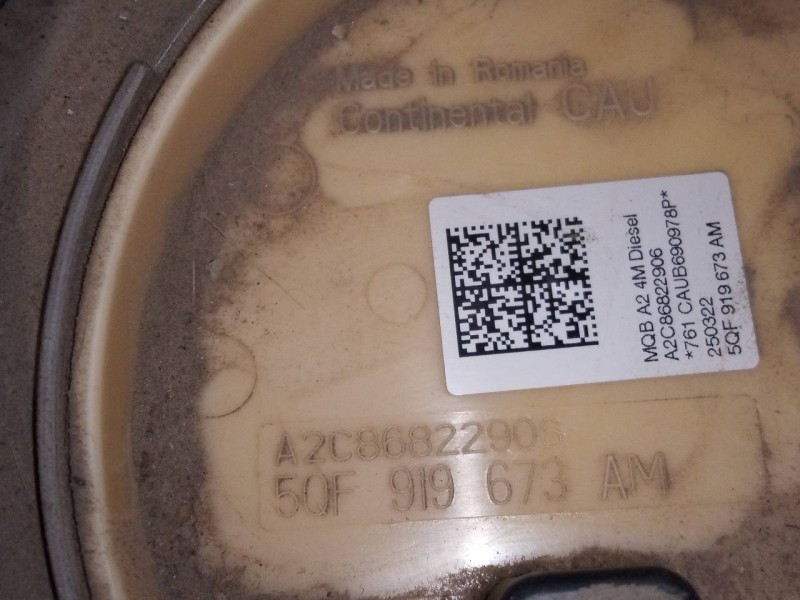 Made in Romania
Continental CAU
MQB A2 4M Diesel
A2C86822906
*761 CAUB690978P*
250322
5QF 919 673 AM
A2C86822906
5QF 919 673 AM